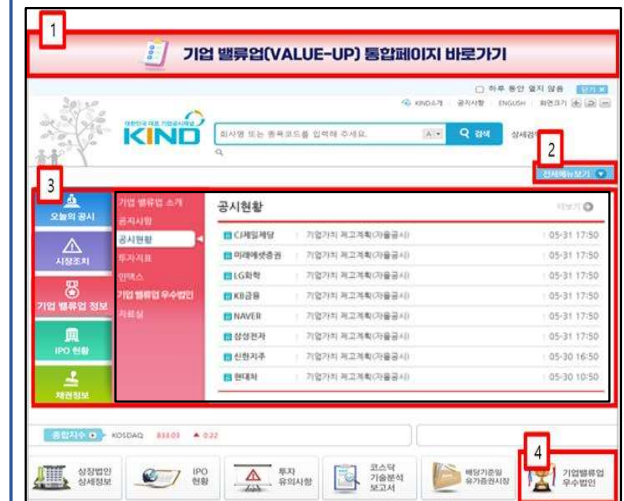 1
기업 밸류업(VALUE-UP) 통합페이지 바로가기
하루 동안 열지 않음 닫기 ×
KIND소개 공지사항 ENGLISH 화면크기
대한민국 대표 기업공시채널
KIND
회사명 또는 종목코드를 입력해 주세요.
A
검색
상세검색
2
전체메뉴보기
3
오늘의 공시
시장조치
기업 밸류업 정보
IPO 현황
채권정보
기업 밸류업 소개
공지사항
공시현황
투자지표
인덱스
기업 밸류업 우수법인
자료실
공시현황
더보기
CJ제일제당 기업가치 제고계획(자율공시) 05-31 17:50
미래에셋증권 기업가치 제고계획(자율공시) 05-31 17:50
LG화학 기업가치 제고계획(자율공시) 05-31 17:50
KB금융 기업가치 제고계획(자율공시) 05-31 17:50
NAVER 기업가치 제고계획(자율공시) 05-31 17:50
삼성전자 기업가치 제고계획(자율공시) 05-31 17:50
신한지주 기업가치 제고계획(자율공시) 05-30 16:50
현대차 기업가치 제고계획(자율공시) 05-30 10:50
종합지수 KOSDAQ 833.03 ▲ 0.22
4
상장법인
상세정보
IPO
현황
투자
유의사항
코스닥
기술분석
보고서
배당기준일
유가증권시장
기업밸류업
우수법인